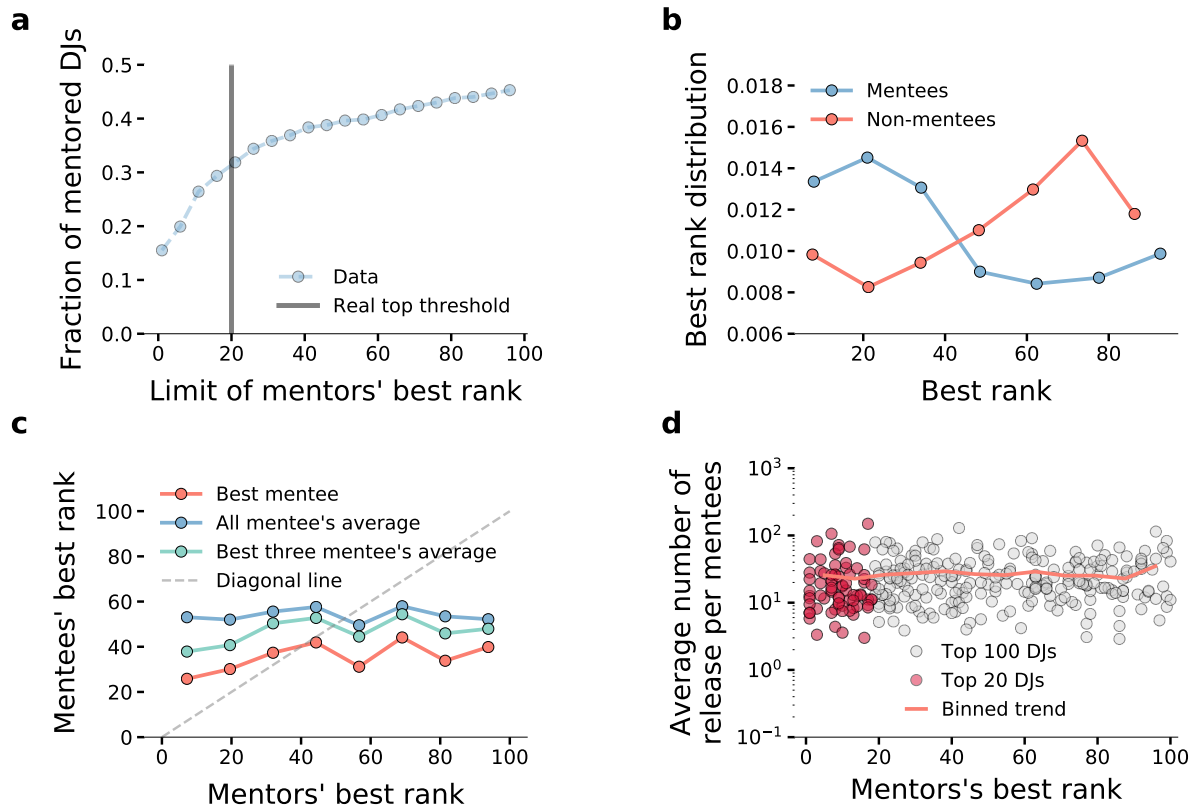 a
Fraction of mentored DJs
0.5
0.4
0.3
0.2
0.1
0.0
Data
Real top threshold
0 20 40 60 80 100
Limit of mentors' best rank
b
Best rank distribution
0.018
0.016
0.014
0.012
0.010
0.008
0.006
Mentees
Non-mentees
20 40 60 80
Best rank
c
Mentees' best rank
100
80
60
40
20
0
Best mentee
All mentee's average
Best three mentee's average
Diagonal line
0 20 40 60 80 100
Mentors' best rank
d
Average number of
release per mentees
10³
10²
10¹
10⁰
10⁻¹
Top 100 DJs
Top 20 DJs
Binned trend
0 20 40 60 80 100
Mentors's best rank